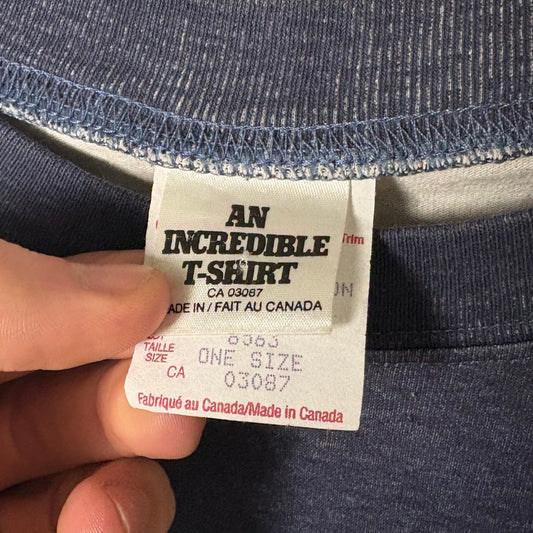 AN
INCREDIBLE
T-SHIRT
CA 03087
MADE IN / FAIT AU CANADA
Trim
ON
8563
TAILLE
SIZE ONE SIZE
CA 03087
Fabriqué au Canada/Made in Canada